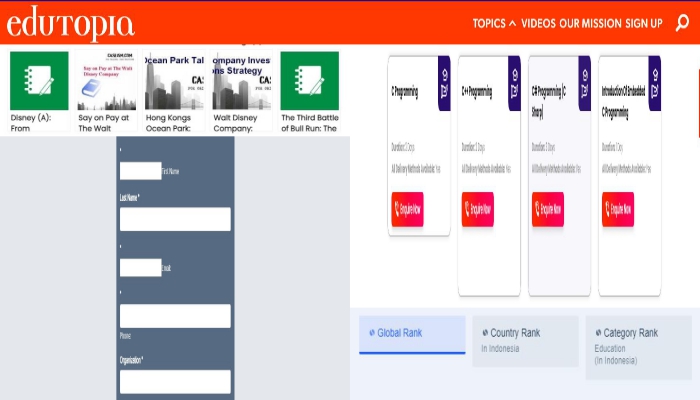 edutopia
TOPICS VIDEOS OUR MISSION SIGN UP
Disney (A):
From
CASEISM.COM
Say on Pay at The Walt
Disney Company
Say on Pay at
The Walt
Ocean Park Tal
CA
Hong Kongs
Ocean Park:
ompany Inves
ns Strategy
CA
Walt Disney
Company:
The Third Battle
of Bull Run: The
*
First Name
Last Name *
*
Email:
*
Phone:
Organization *
C Programming
Duration: 2 Days
All Delivery Methods Available: Yes
Enquire Now
C++ Programming
Duration: 2 Days
All Delivery Methods Available: Yes
Enquire Now
C# Programming (C
Sharp)
Duration: 2 Days
All Delivery Methods Available: Yes
Enquire Now
Introduction Of Embedded
C Programming
Duration: 2 Days
All Delivery Methods Available: Yes
Enquire Now
Global Rank
Country Rank
In Indonesia
Category Rank
Education
(In Indonesia)